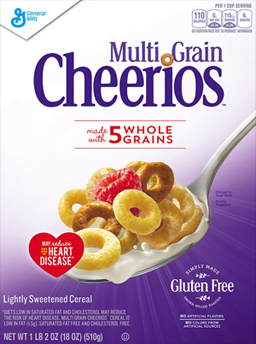 General
Mills
PER 1 CUP SERVING
110
CALORIES
Multi Grain
Cheerios
made
with 5 WHOLE
GRAINS
MAY reduce
THE RISK OF
HEART
DISEASE
SIMPLY MADE
Gluten Free
Lightly Sweetened Cereal
*DIETS LOW IN SATURATED FAT AND CHOLESTEROL MAY REDUCE
THE RISK OF HEART DISEASE. MULTI GRAIN CHEERIOS CEREAL IS
LOW IN FAT (1.5g), SATURATED FAT FREE AND CHOLESTEROL FREE.
NO ARTIFICIAL FLAVORS
NO COLORS FROM
ARTIFICIAL SOURCES
NET WT 1 LB 2 OZ (18 OZ) (510g)